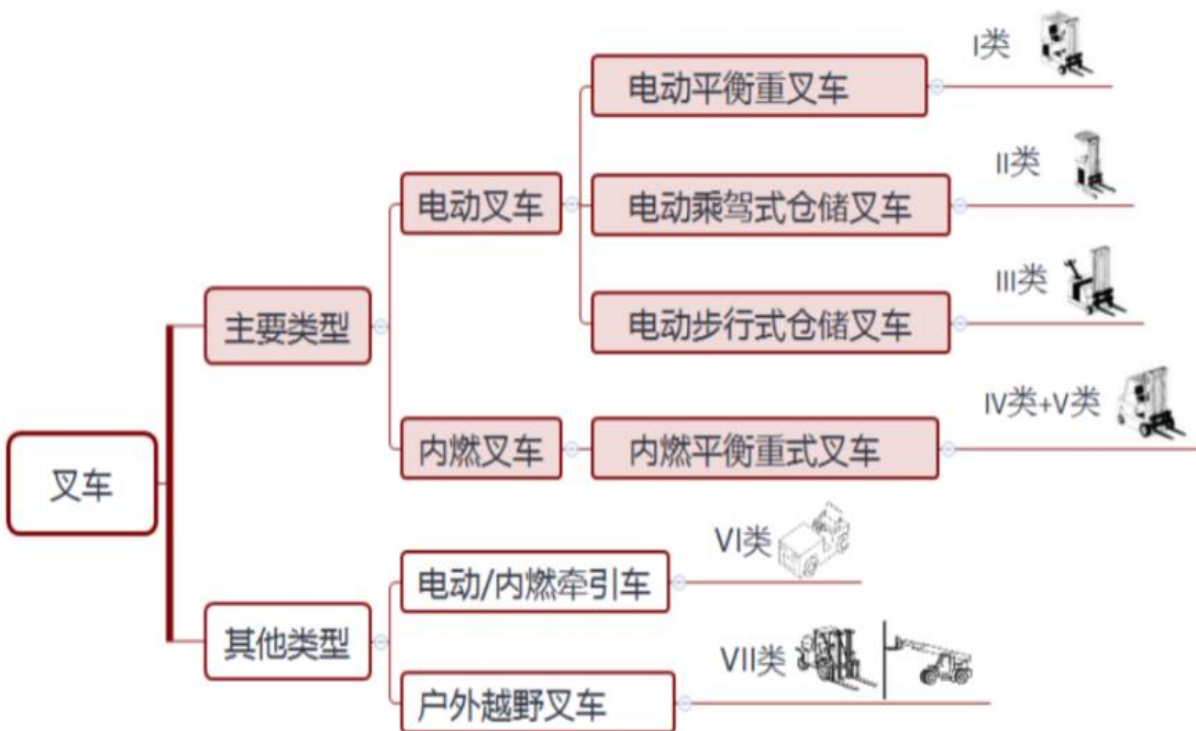 叉车
主要类型
电动叉车
电动平衡重叉车
I类
电动乘驾式仓储叉车
II类
电动步行式仓储叉车
III类
内燃叉车
内燃平衡重式叉车
IV类+V类
其他类型
电动/内燃牵引车
VI类
户外越野叉车
VII类